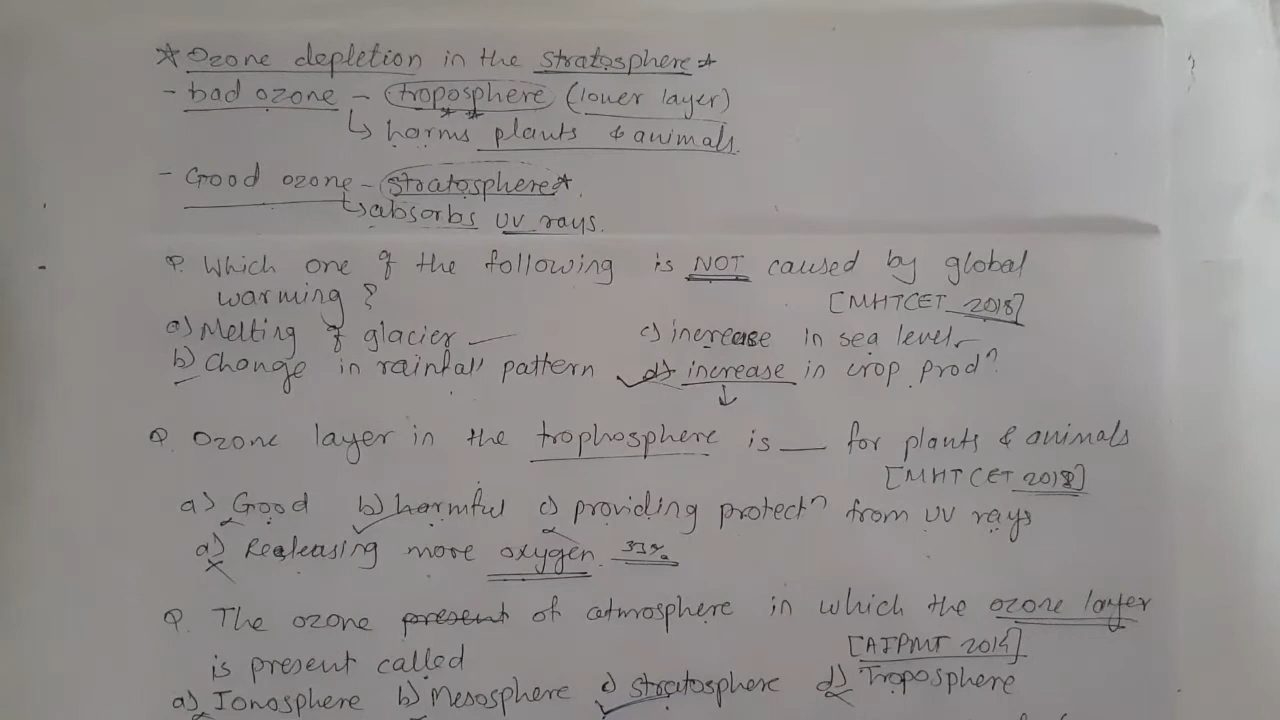 * Ozone depletion in the stratosphere *
- bad ozone - troposphere (lower layer)
↳ harms plants & animals.
- Good ozone - stratosphere*.
↳ absorbs UV rays.
Q. Which one of the following is NOT caused by global
warming?
[MHTCET 2018]
a) Melting of glacier c) increase in sea level
b) Change in rainfall pattern d) increase in crop prodⁿ
Q. Ozone layer in the trophosphere is __ for plants & animals
[MHT CET 2018]
a) Good b) harmful c) providing protectⁿ from UV rays
d) Realeasing more oxygen. 33%
Q. The ozone present of atmosphere in which the ozone layer
is present called
[AIPMT 2014]
a) Ionosphere b) Mesosphere c) stratosphere d) Troposphere